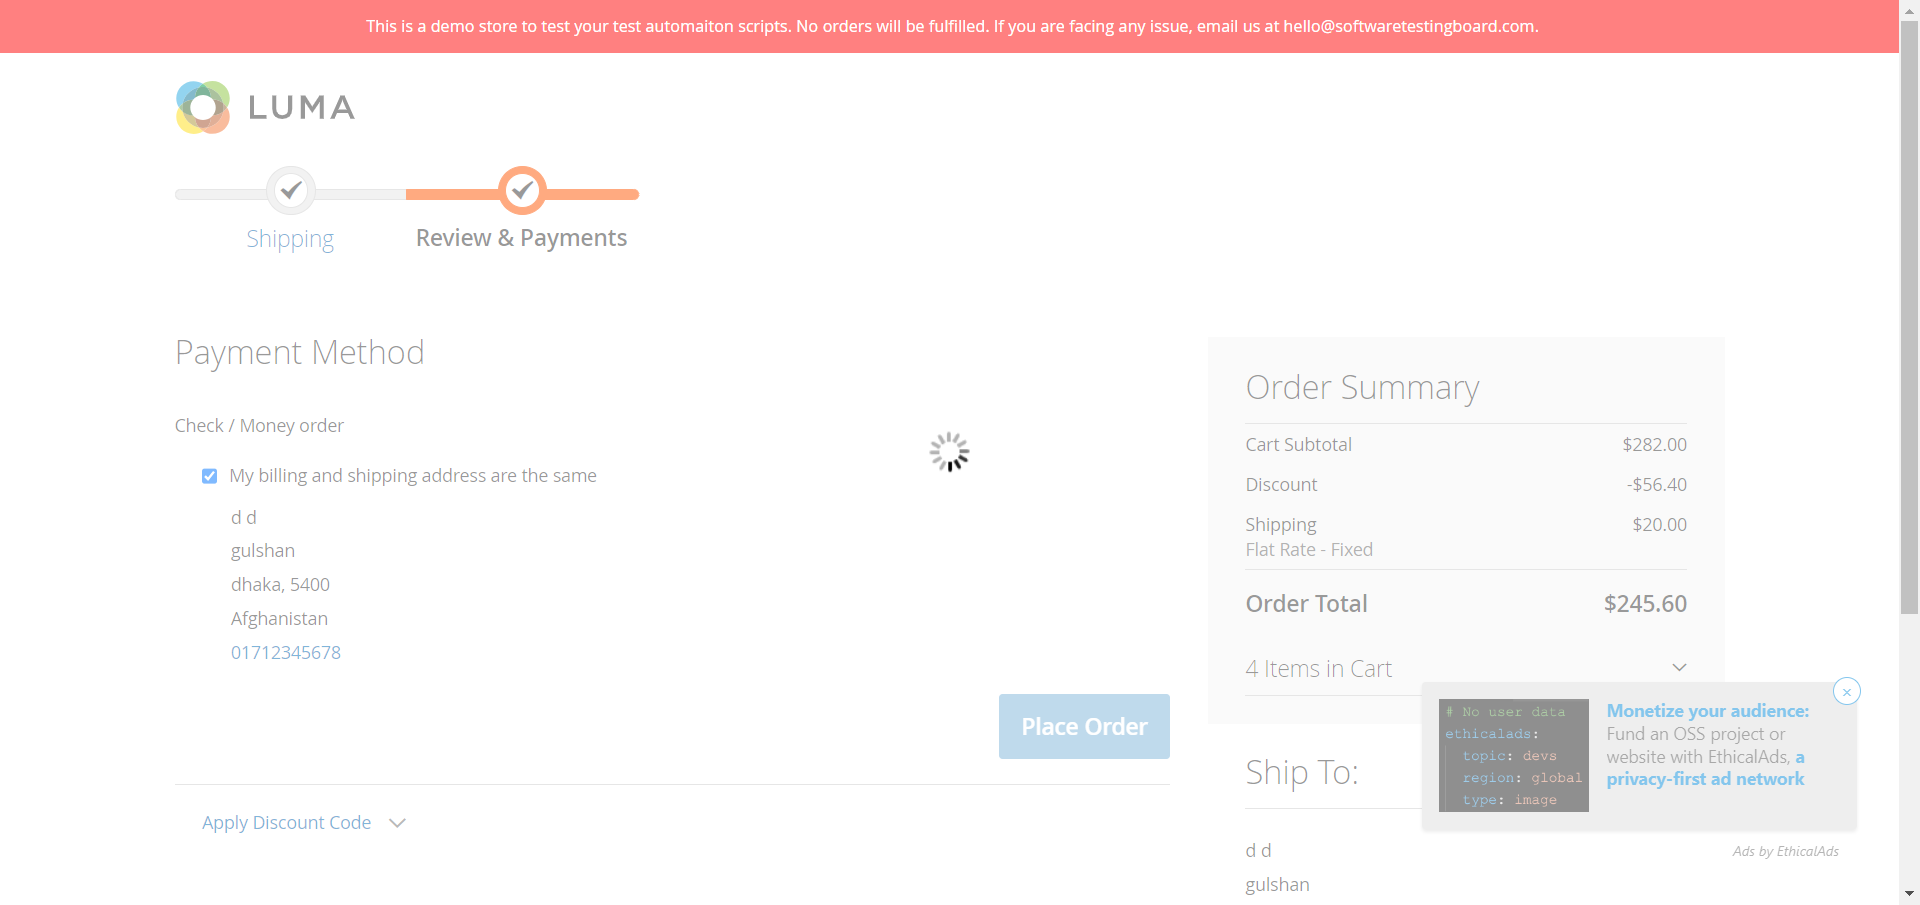 This is a demo store to test your test automaiton scripts. No orders will be fulfilled. If you are facing any issue, email us at hello@softwaretestingboard.com.
LUMA
Shipping
Review & Payments
Payment Method
Check / Money order
My billing and shipping address are the same
d d
gulshan
dhaka, 5400
Afghanistan
01712345678
Place Order
Apply Discount Code
Order Summary
Cart Subtotal $282.00
Discount -$56.40
Shipping $20.00
Flat Rate - Fixed
Order Total $245.60
4 Items in Cart
Ship To:
d d
gulshan
# No user data
ethicalads:
topic: devs
region: global
type: image
Monetize your audience:
Fund an OSS project or
website with EthicalAds, a
privacy-first ad network
Ads by EthicalAds